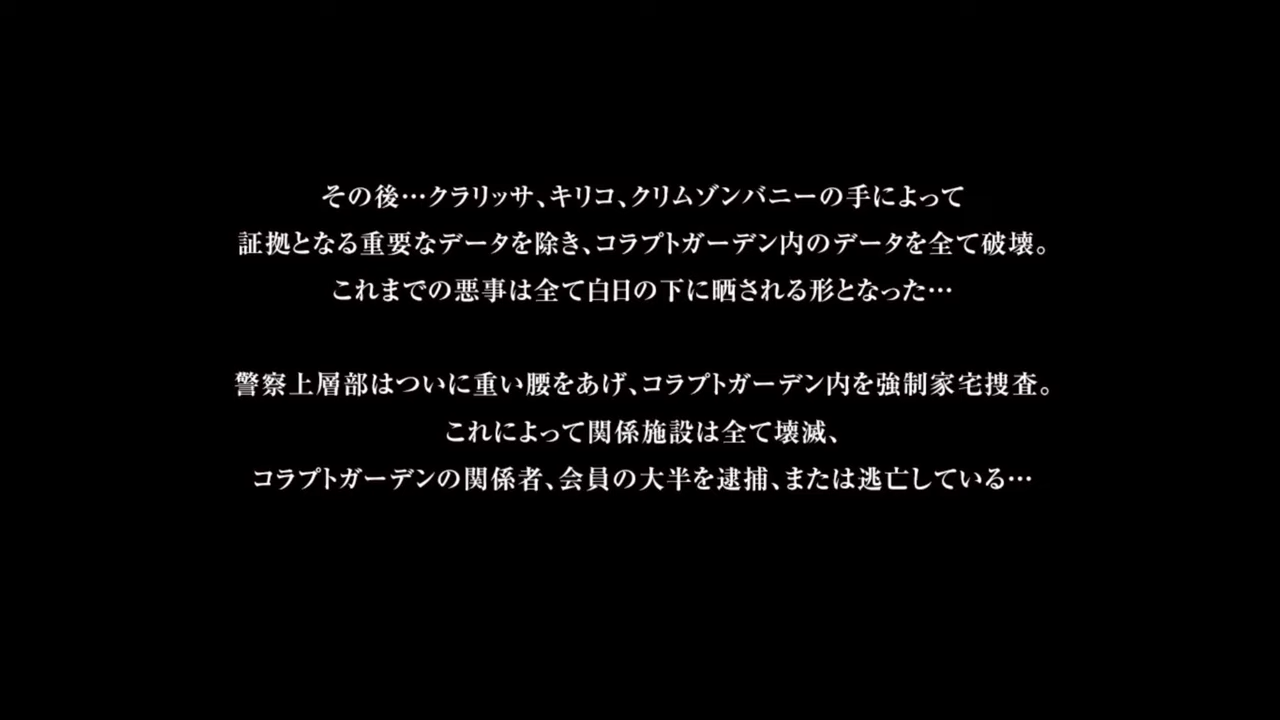 その後…クラリッサ、キリコ、クリムゾンバニーの手によって
証拠となる重要なデータを除き、コラプトガーデン内のデータを全て破壊。
これまでの悪事は全て白日の下に晒される形となった…
警察上層部はついに重い腰をあげ、コラプトガーデン内を強制家宅捜査。
これによって関係施設は全て壊滅、
コラプトガーデンの関係者、会員の大半を逮捕、または逃亡している…